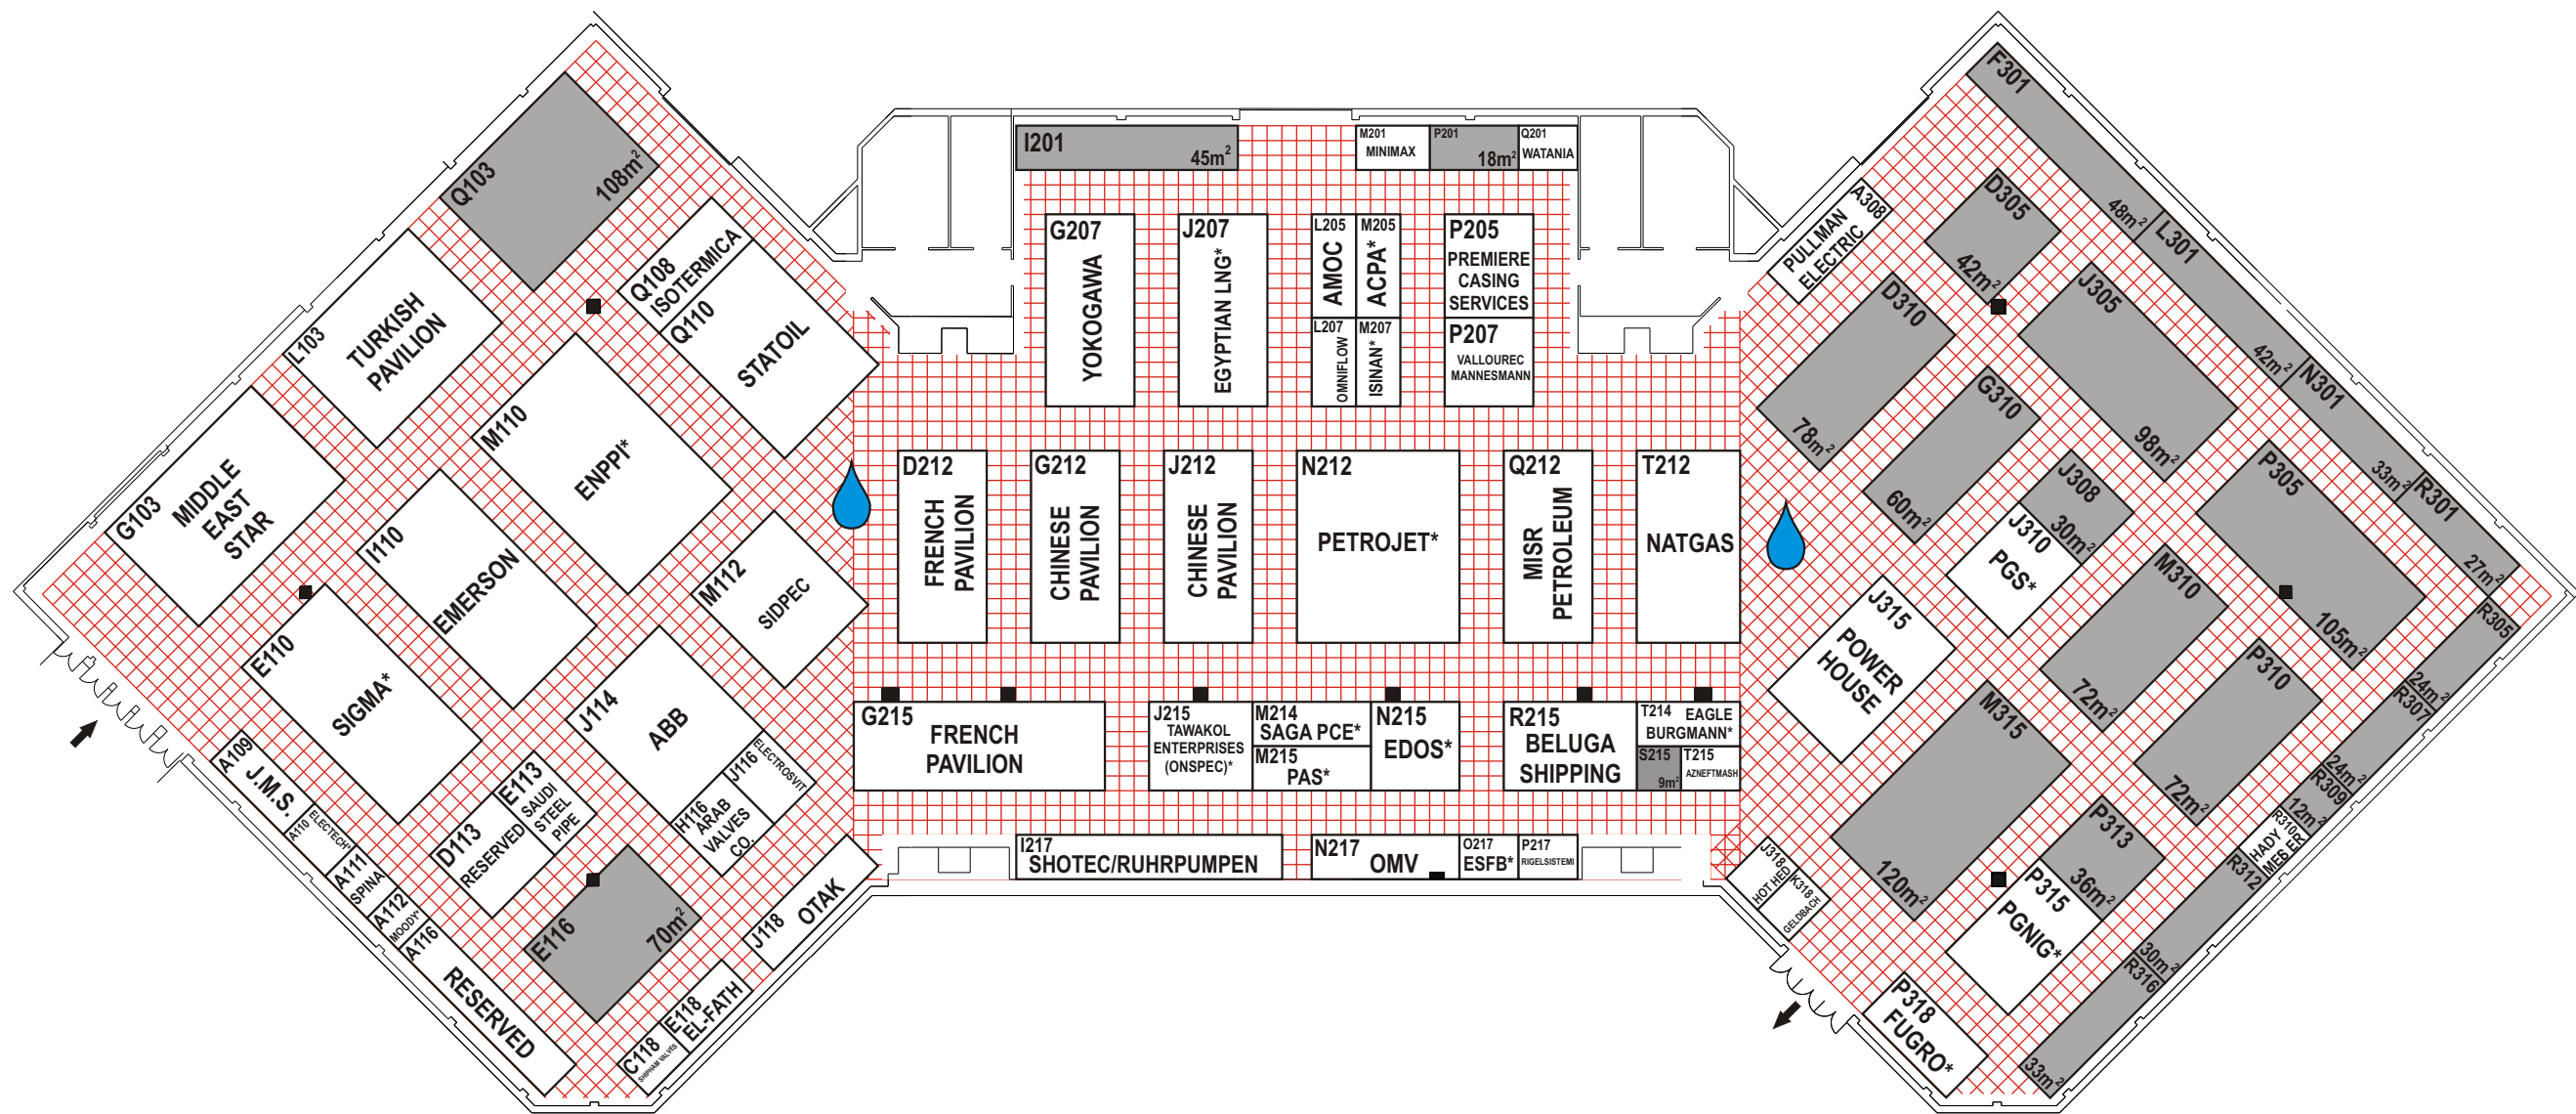 Q103
108m²
L103
TURKISH
PAVILION
G103
MIDDLE
EAST
STAR
Q108
ISOTERMICA
Q110
STATOIL
M110
ENPPI*
I110
EMERSON
M112
SIDPEC
E110
SIGMA*
J114
ABB
J116
ELECTROSVIT
H116
ARAB
VALVES
CO.
E113
SAUDI
STEEL
PIPE
D113
RESERVED
E116
70m²
A109
J.M.S.
A110
ELECTECH*
A111
SPINA
A112
MOODY*
A116
RESERVED
J118
OTAK
E118
EL-FATH
C118
SHIPHAM VALVES
I201
45m²
M201
MINIMAX
P201
18m²
Q201
WATANIA
G207
YOKOGAWA
J207
EGYPTIAN LNG*
L205
AMOC
M205
ACPA*
L207
OMNIFLOW
M207
ISINAN*
P205
PREMIERE
CASING
SERVICES
P207
VALLOUREC
MANNESMANN
D212
FRENCH
PAVILION
G212
CHINESE
PAVILION
J212
CHINESE
PAVILION
N212
PETROJET*
Q212
MISR
PETROLEUM
T212
NATGAS
G215
FRENCH
PAVILION
J215
TAWAKOL
ENTERPRISES
(ONSPEC)*
M214
SAGA PCE*
M215
PAS*
N215
EDOS*
R215
BELUGA
SHIPPING
T214
EAGLE
BURGMANN*
S215
9m²
T215
AZNEFTMASH
I217
SHOTEC/RUHRPUMPEN
N217
OMV
O217
ESFB*
P217
RIGELSISTEMI
F301
48m²
L301
42m²
N301
33m²
R301
27m²
A308
PULLMAN
ELECTRIC
D305
42m²
D310
78m²
J305
98m²
G310
60m²
J308
30m²
J310
PGS*
P305
105m²
M310
72m²
J315
POWER
HOUSE
P310
72m²
M315
120m²
P313
36m²
P315
PGNIG*
P318
FUGRO*
J318
HOT HED
K318
GELDBACH
R305
24m²
R307
24m²
R309
12m²
R310
HADY
MESER
R312
30m²
R316
33m²